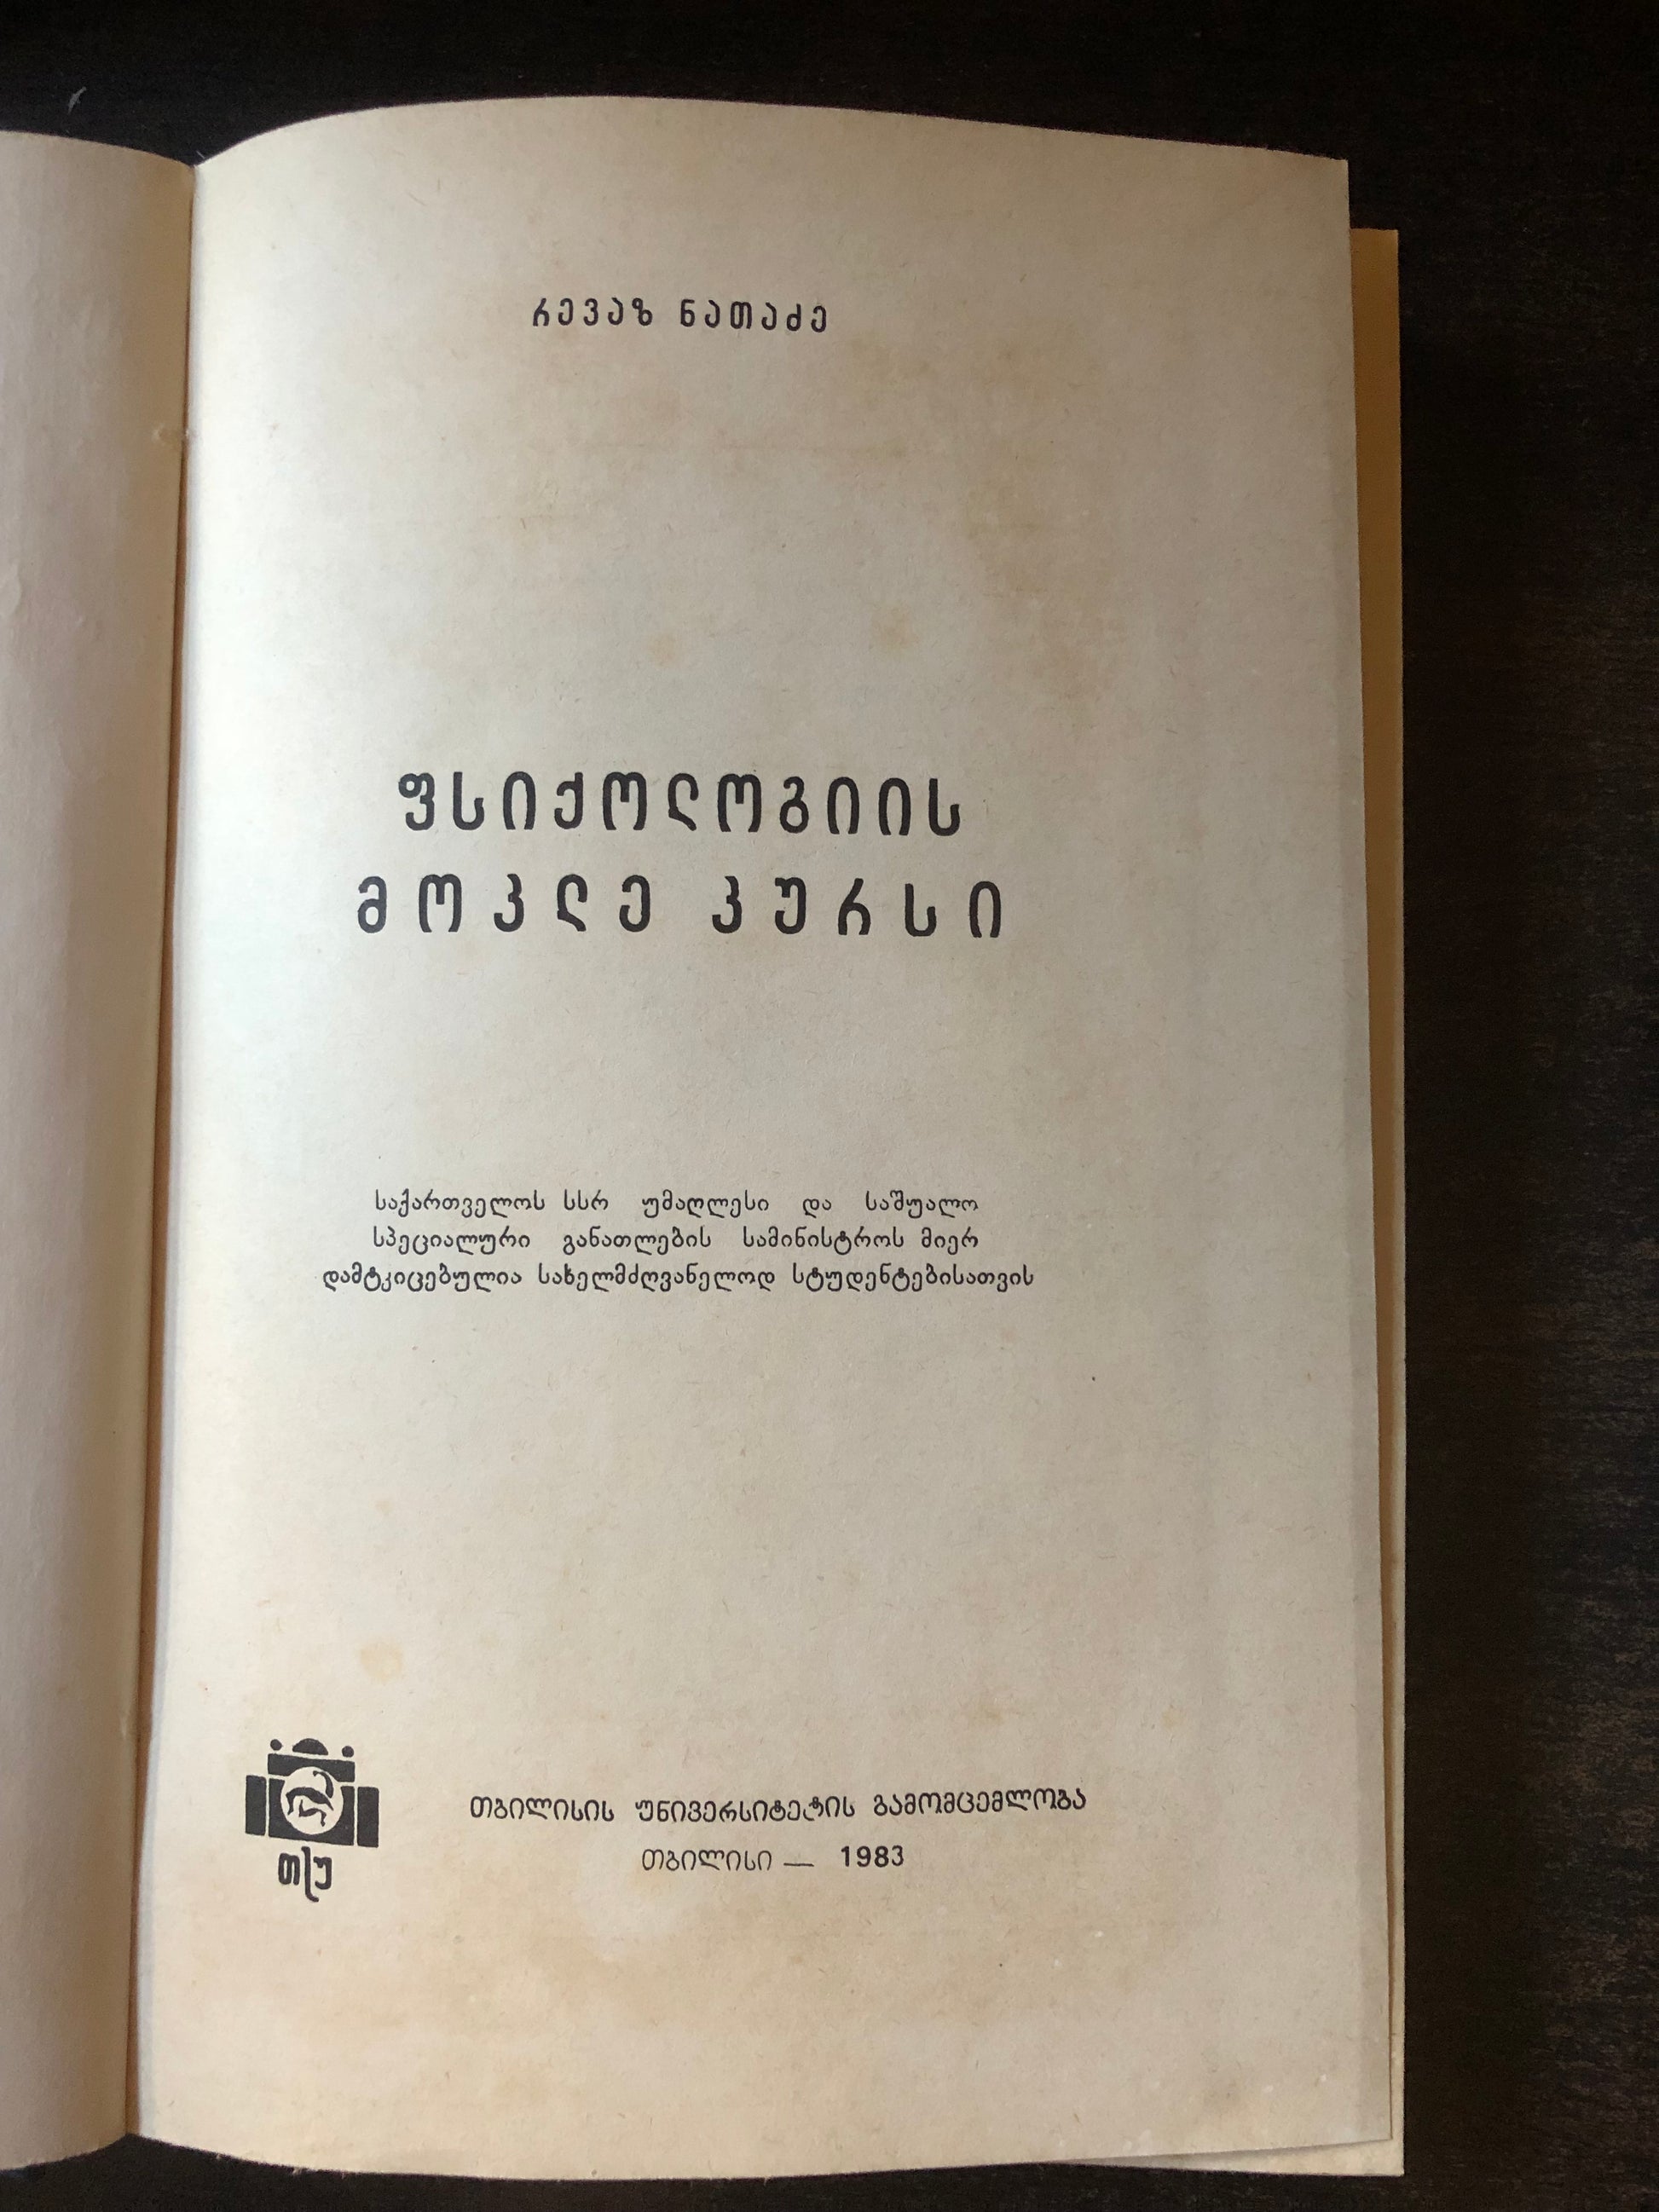 რევაზ ნათაძე
ფსიქოლოგიის
მოკლე კურსი
საქართველოს სსრ უმაღლესი და საშუალო
სპეციალური განათლების სამინისტროს მიერ
დამტკიცებულია სახელმძღვანელოდ სტუდენტებისათვის
თბილისის უნივერსიტეტის გამომცემლობა
თბილისი — 1983
თსუ